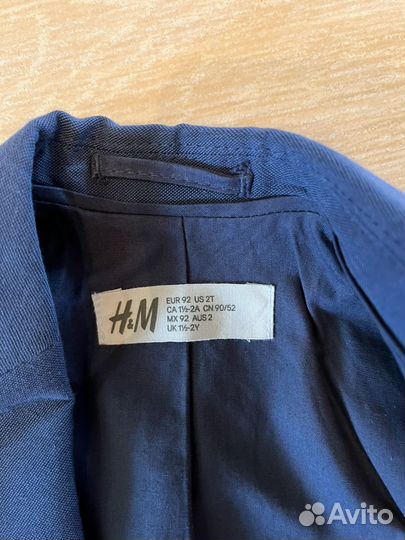 H&M
EUR 92 US 2T
CA 1½-2A CN 90/52
MX 92 AUS 2
UK 1½-2Y
Avito